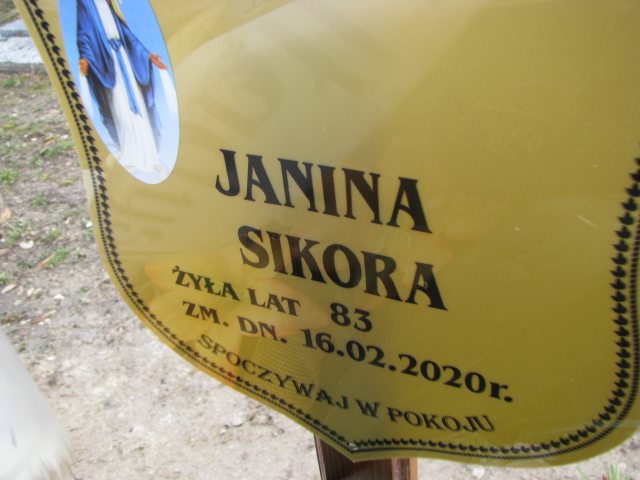 JANINA
SIKORA
ŻYŁA LAT 83
ZM. DN. 16.02.2020r.
SPOCZYWAJ W POKOJU